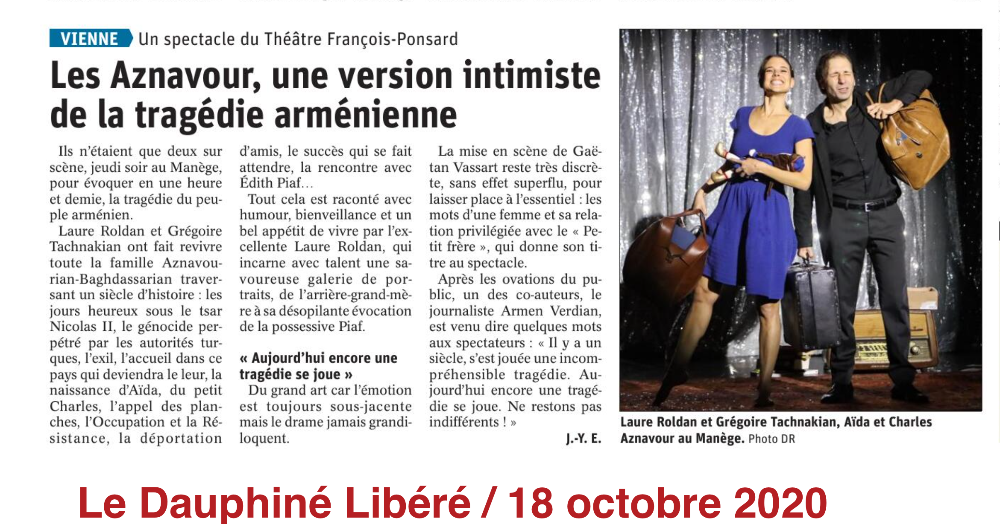 VIENNE Un spectacle du Théâtre François-Ponsard
Les Aznavour, une version intimiste
de la tragédie arménienne
Ils n'étaient que deux sur
scène, jeudi soir au Manège,
pour évoquer en une heure
et demie, la tragédie du peu-
ple arménien.
Laure Roldan et Grégoire
Tachnakian ont fait revivre
toute la famille Aznavou-
rian-Baghdassarian traver-
sant un siècle d'histoire : les
jours heureux sous le tsar
Nicolas II, le génocide per-
pétré par les autorités tur-
ques, l'exil, l'accueil dans ce
pays qui deviendra le leur, la
naissance d'Aïda, du petit
Charles, l'appel des plan-
ches, l'Occupation et la Ré-
sistance, la déportation
d'amis, le succès qui se fait
attendre, la rencontre avec
Édith Piaf...
Tout cela est raconté avec
humour, bienveillance et un
bel appétit de vivre par l'ex-
cellente Laure Roldan, qui
incarne avec talent une sa-
voureuse galerie de por-
traits, de l'arrière-grand-mè-
re à sa désopilante évocation
de la possessive Piaf.
« Aujourd'hui encore une
tragédie se joue »
Du grand art car l'émotion
est toujours sous-jacente
mais le drame jamais grandi-
loquent.
La mise en scène de Gaë-
tan Vassart reste très discrè-
te, sans effet superflu, pour
laisser place à l'essentiel : les
mots d'une femme et sa rela-
tion privilégiée avec le « Pe-
tit frère », qui donne son ti-
tre au spectacle.
Après les ovations du pu-
blic, un des co-auteurs, le
journaliste Armen Verdian,
est venu dire quelques mots
aux spectateurs : « Il y a un
siècle, s'est jouée une incom-
préhensible tragédie. Au-
jourd'hui encore une tragé-
die se joue. Ne restons pas
indifférents ! »
J.-Y. E.
Laure Roldan et Grégoire Tachnakian, Aïda et Charles
Aznavour au Manège. Photo DR
Le Dauphiné Libéré / 18 octobre 2020